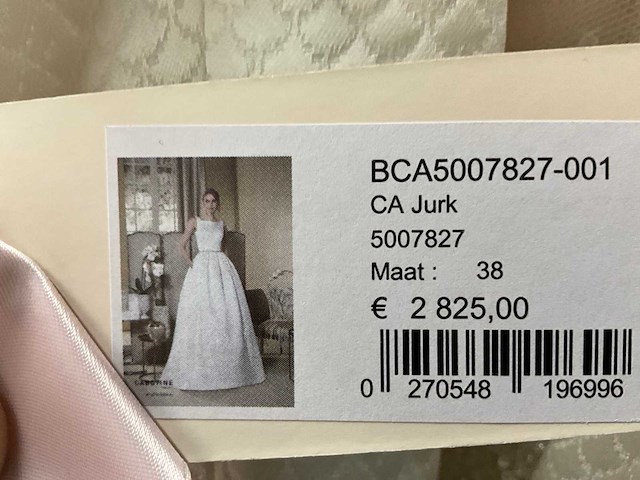 BCA5007827-001
CA Jurk
5007827
Maat : 38
€ 2 825,00
0 270548 196996